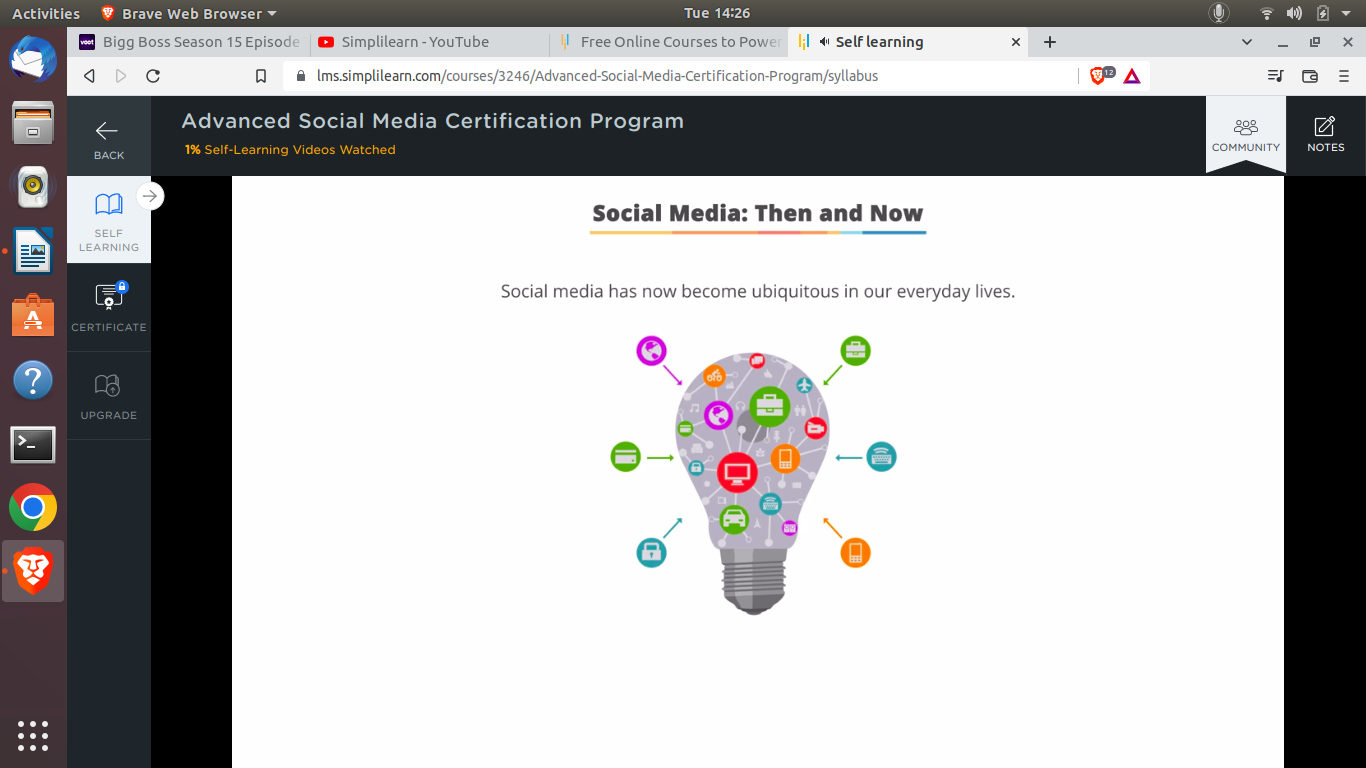 Activities
Brave Web Browser
Tue 14:26
voot
Bigg Boss Season 15 Episode
Simplilearn - YouTube
Free Online Courses to Power
Self learning
lms.simplilearn.com/courses/3246/Advanced-Social-Media-Certification-Program/syllabus
12
BACK
Advanced Social Media Certification Program
1% Self-Learning Videos Watched
COMMUNITY
NOTES
SELF
LEARNING
CERTIFICATE
UPGRADE
Social Media: Then and Now
Social media has now become ubiquitous in our everyday lives.